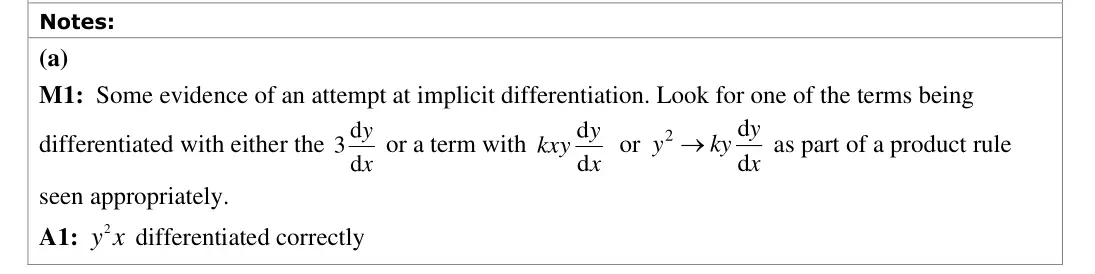 Notes:
(a)
M1: Some evidence of an attempt at implicit differentiation. Look for one of the terms being
differentiated with either the 3 dy/dx or a term with kxy dy/dx or y² → ky dy/dx as part of a product rule
seen appropriately.
A1: y²x differentiated correctly